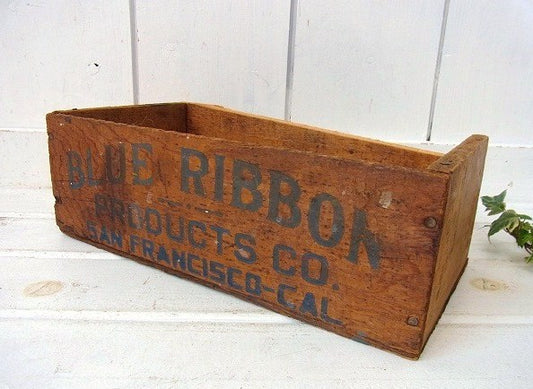 BLUE RIBBON
PRODUCTS CO.
SAN FRANCISCO-CAL.